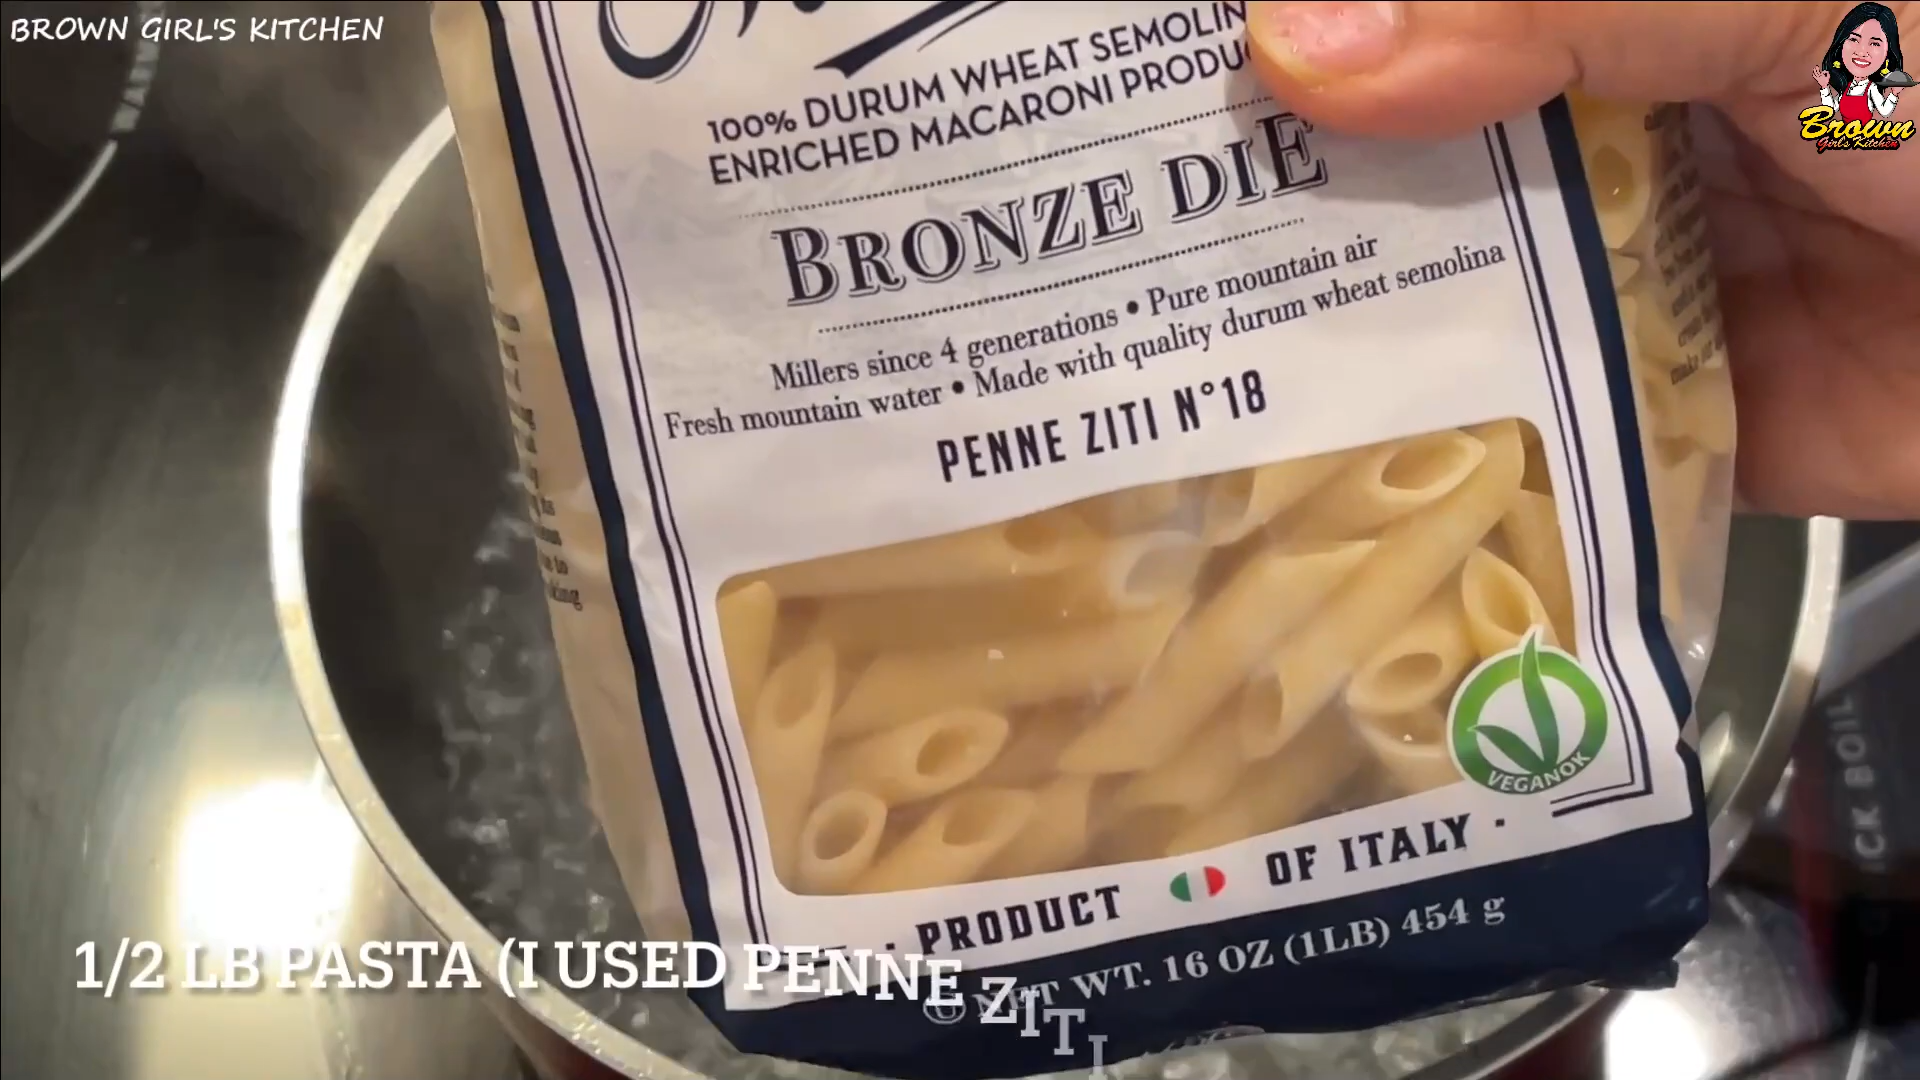 BROWN GIRL'S KITCHEN
Brown
Girl's Kitchen
100% DURUM WHEAT SEMOLIN
ENRICHED MACARONI PRODU
BRONZE DIE
Millers since 4 generations • Pure mountain air
Fresh mountain water • Made with quality durum wheat semolina
PENNE ZITI N°18
VEGANOK
· PRODUCT OF ITALY ·
NET WT. 16 OZ (1LB) 454 g
1/2 LB PASTA (I USED PENNE ZITI